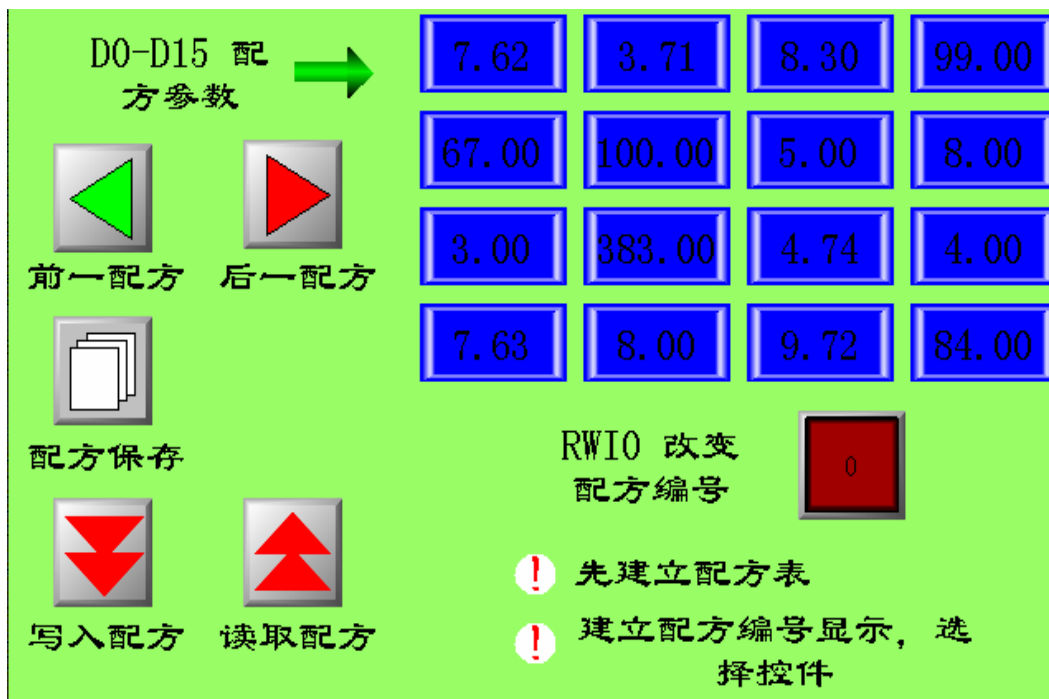 D0-D15 配
方参数
7.62 3.71 8.30 99.00
67.00 100.00 5.00 8.00
3.00 383.00 4.74 4.00
7.63 8.00 9.72 84.00
前一配方 后一配方
配方保存
RWI0 改变
配方编号
0
写入配方 读取配方
! 先建立配方表
! 建立配方编号显示，选
择控件